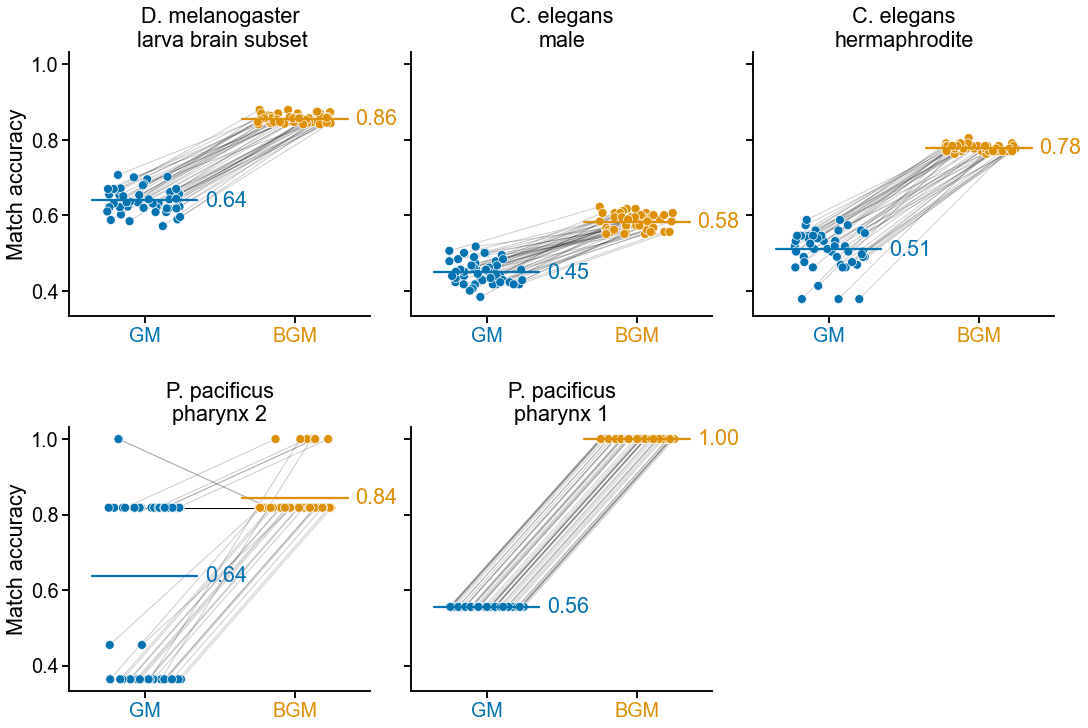 D. melanogaster
larva brain subset
C. elegans
male
C. elegans
hermaphrodite
Match accuracy
1.0
0.8
0.6
0.4
0.64
0.86
GM
BGM
0.45
0.58
GM
BGM
0.51
0.78
GM
BGM
P. pacificus
pharynx 2
P. pacificus
pharynx 1
Match accuracy
1.0
0.8
0.6
0.4
0.64
0.84
GM
BGM
0.56
1.00
GM
BGM